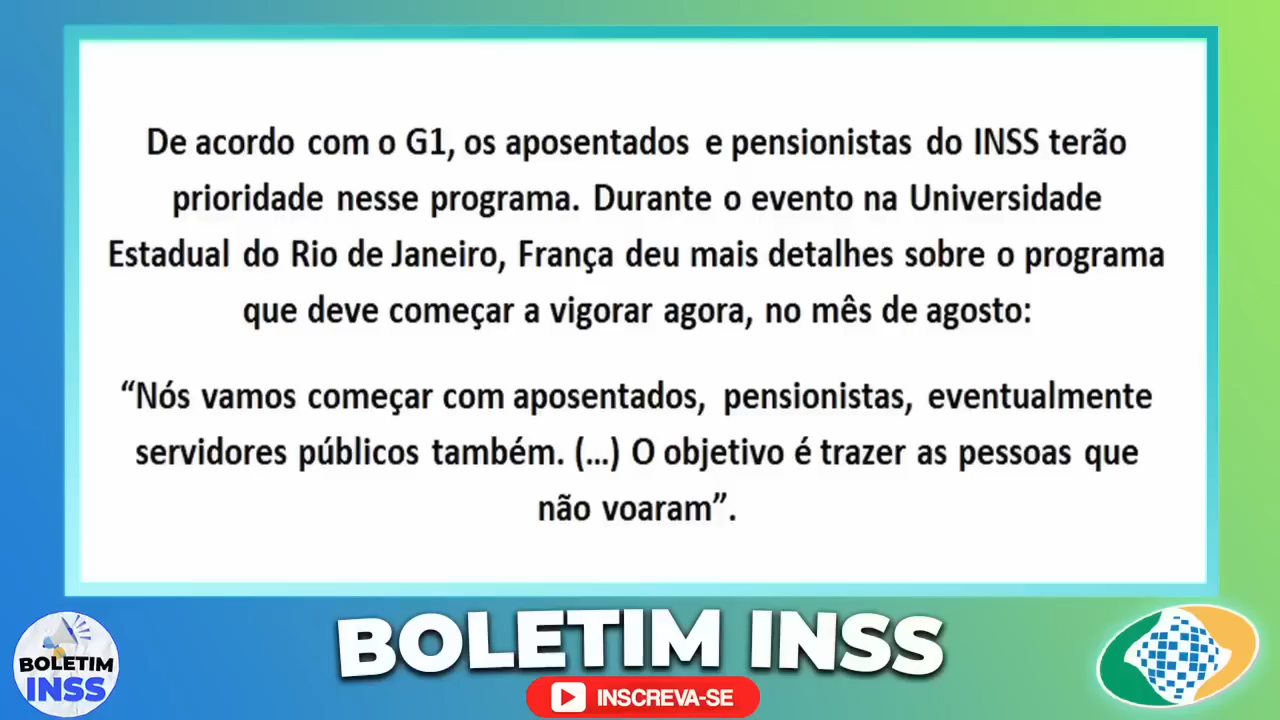 De acordo com o G1, os aposentados e pensionistas do INSS terão
prioridade nesse programa. Durante o evento na Universidade
Estadual do Rio de Janeiro, França deu mais detalhes sobre o programa
que deve começar a vigorar agora, no mês de agosto:
“Nós vamos começar com aposentados, pensionistas, eventualmente
servidores públicos também. (...) O objetivo é trazer as pessoas que
não voaram”.
BOLETIM INSS
INSCREVA-SE
BOLETIM
INSS